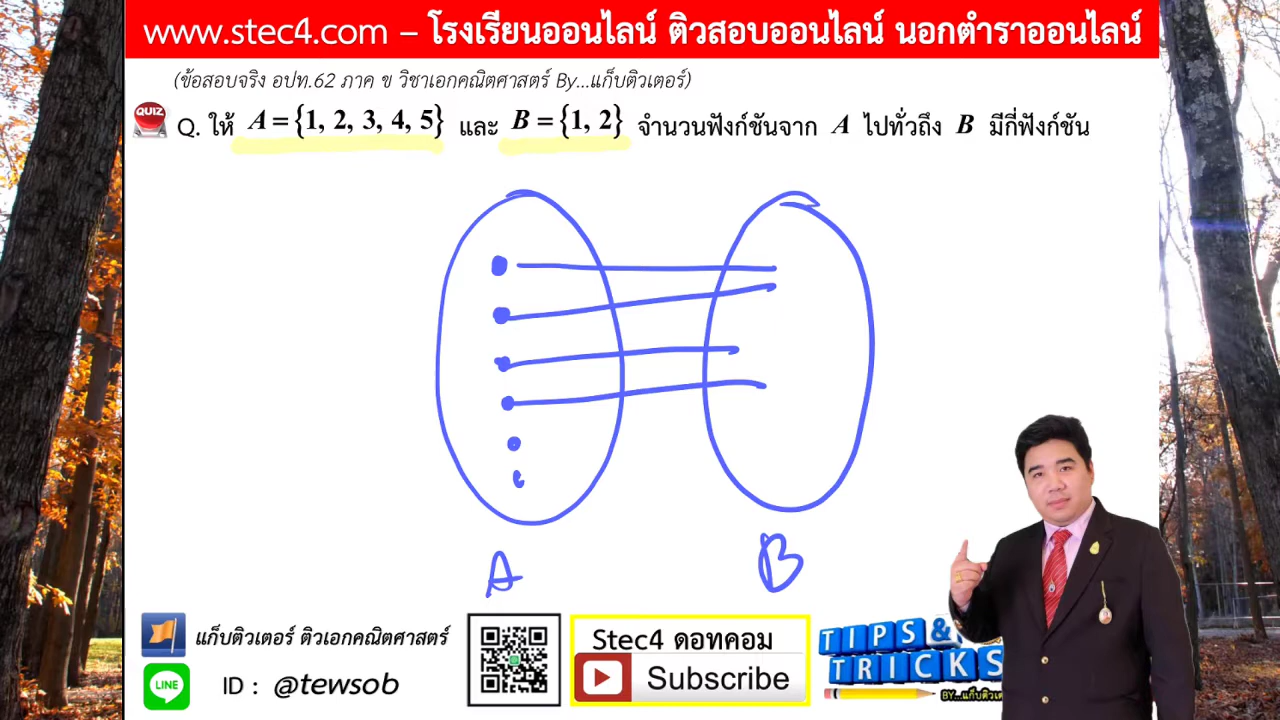 www.stec4.com – โรงเรียนออนไลน์ ติวสอบออนไลน์ นอกตำราออนไลน์
(ข้อสอบจริง อปท.62 ภาค ข วิชาเอกคณิตศาสตร์ By...แก็บติวเตอร์)
QUIZ
Q. ให้ A = {1, 2, 3, 4, 5} และ B = {1, 2} จำนวนฟังก์ชันจาก A ไปทั่วถึง B มีกี่ฟังก์ชัน
A B
แก็บติวเตอร์ ติวเอกคณิตศาสตร์
LINE
ID : @tewsob
Stec4 ดอทคอม
Subscribe
TIPS &
TRICKS